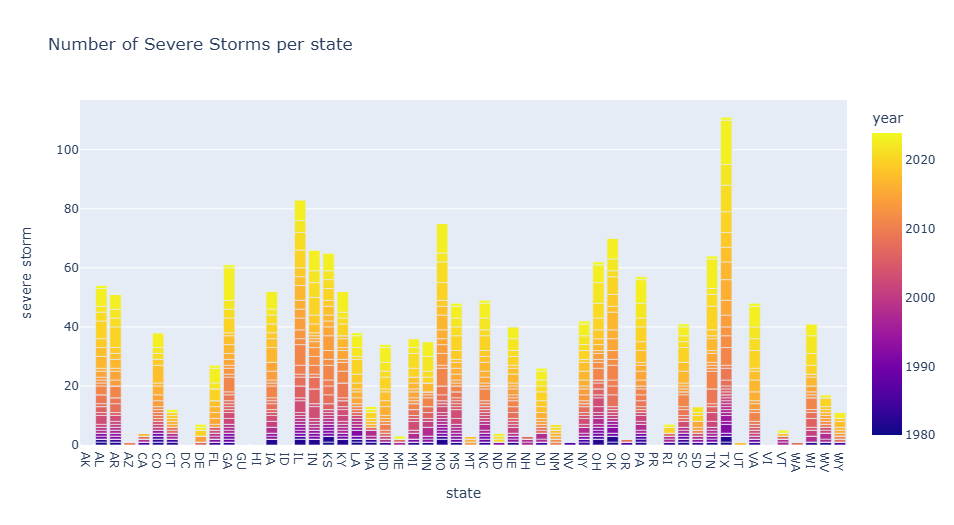 Number of Severe Storms per state
year
severe storm
100
80
60
40
20
0
2020
2010
2000
1990
1980
AK AL AR AZ CA CO CT DC DE FL GA GU HI IA ID IL IN KS KY LA MA MD ME MI MN MO MS MT NC ND NE NH NJ NM NV NY OH OK OR PA PR RI SC SD TN TX UT VA VI VT WA WI WV WY
state